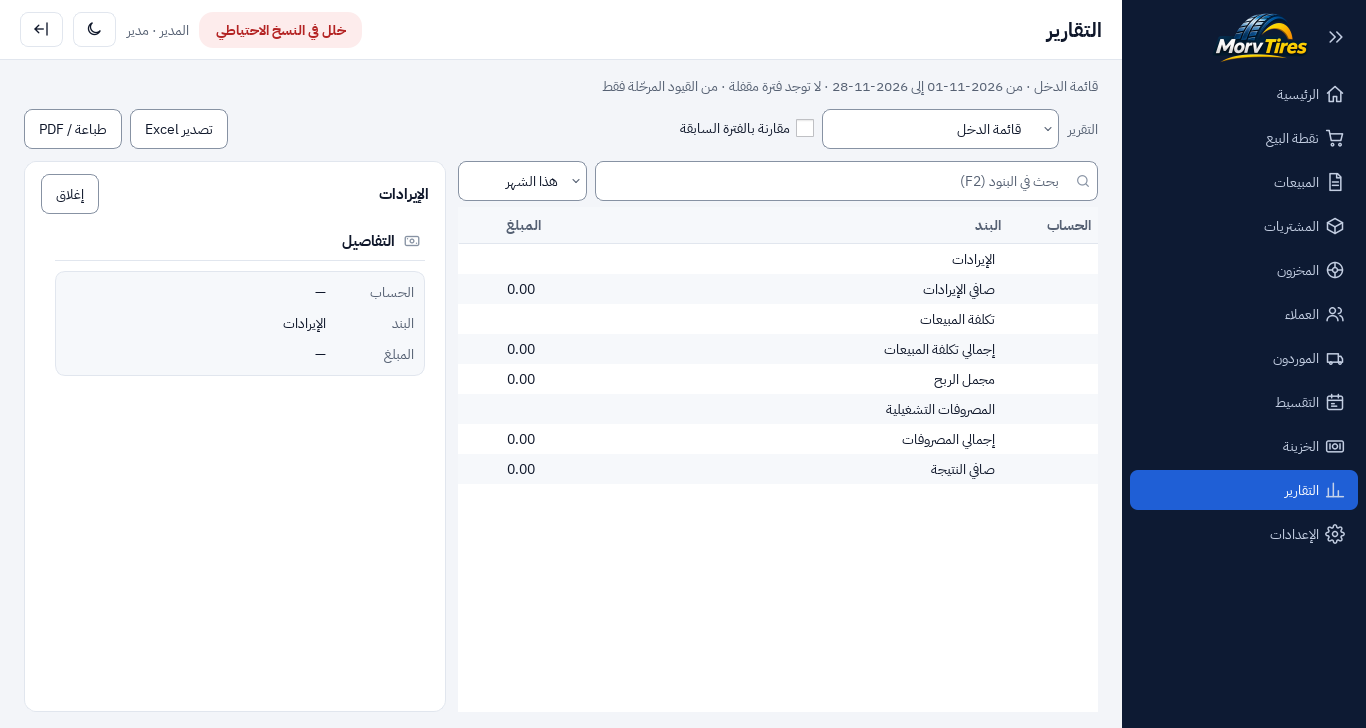 Morv Tires
الرئيسية
نقطة البيع
المبيعات
المشتريات
المخزون
العملاء
الموردون
التقسيط
الخزينة
التقارير
الإعدادات
التقارير
خلل في النسخ الاحتياطي
المدير · مدير
قائمة الدخل · من 2026-11-01 إلى 2026-11-28 · لا توجد فترة مقفلة · من القيود المرحّلة فقط
التقرير
قائمة الدخل
مقارنة بالفترة السابقة
تصدير Excel
طباعة / PDF
بحث في البنود (F2)
هذا الشهر
الحساب البند المبلغ
الإيرادات
صافي الإيرادات 0.00
تكلفة المبيعات
إجمالي تكلفة المبيعات 0.00
مجمل الربح 0.00
المصروفات التشغيلية
إجمالي المصروفات 0.00
صافي النتيجة 0.00
الإيرادات
إغلاق
التفاصيل
الحساب —
البند الإيرادات
المبلغ —